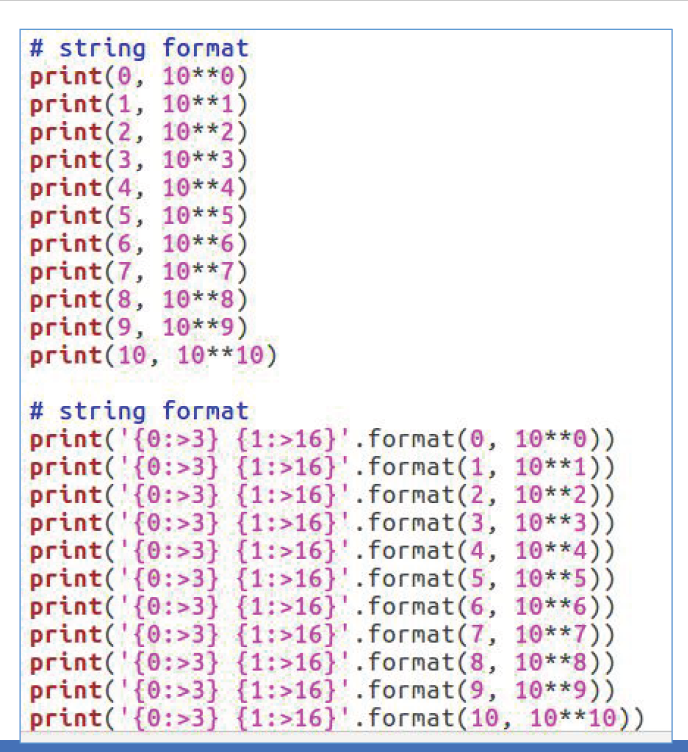 # string format
print(0, 10**0)
print(1, 10**1)
print(2, 10**2)
print(3, 10**3)
print(4, 10**4)
print(5, 10**5)
print(6, 10**6)
print(7, 10**7)
print(8, 10**8)
print(9, 10**9)
print(10, 10**10)

# string format
print('{0:>3} {1:>16}'.format(0, 10**0))
print('{0:>3} {1:>16}'.format(1, 10**1))
print('{0:>3} {1:>16}'.format(2, 10**2))
print('{0:>3} {1:>16}'.format(3, 10**3))
print('{0:>3} {1:>16}'.format(4, 10**4))
print('{0:>3} {1:>16}'.format(5, 10**5))
print('{0:>3} {1:>16}'.format(6, 10**6))
print('{0:>3} {1:>16}'.format(7, 10**7))
print('{0:>3} {1:>16}'.format(8, 10**8))
print('{0:>3} {1:>16}'.format(9, 10**9))
print('{0:>3} {1:>16}'.format(10, 10**10))